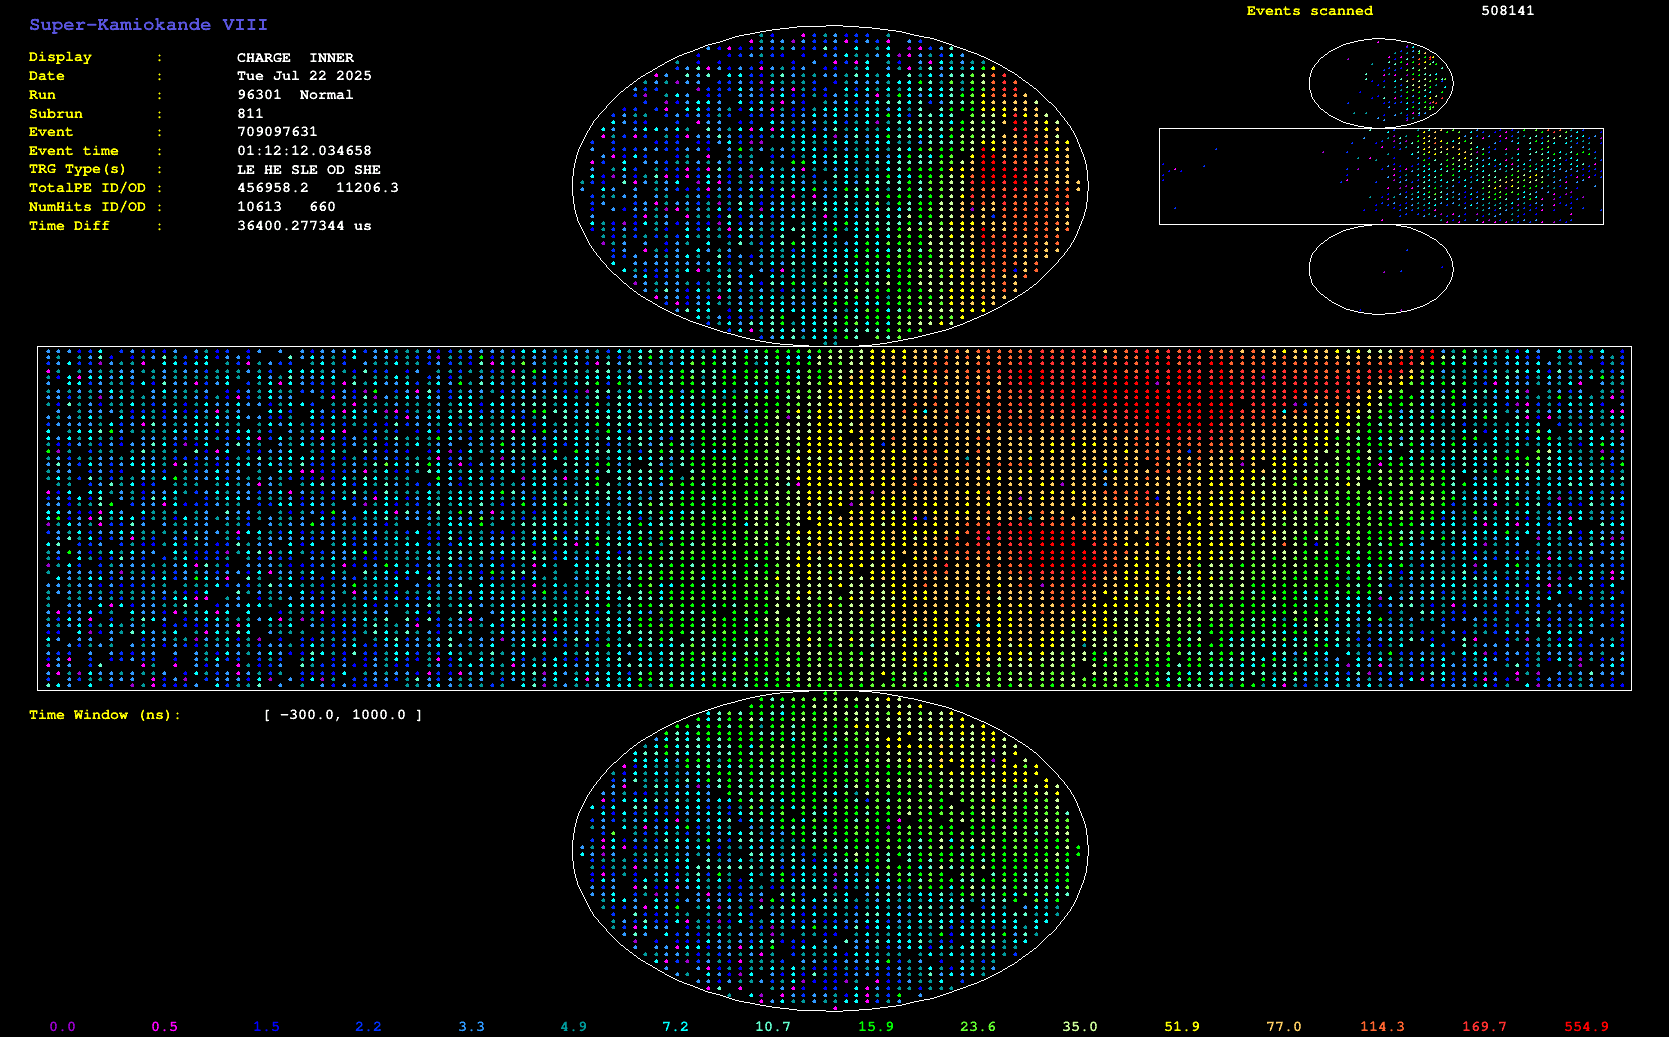 Super-Kamiokande VIII
Events scanned 508141
Display : CHARGE INNER
Date : Tue Jul 22 2025
Run : 96301 Normal
Subrun : 811
Event : 709097631
Event time : 01:12:12.034658
TRG Type(s) : LE HE SLE OD SHE
TotalPE ID/OD : 456958.2 11206.3
NumHits ID/OD : 10613 660
Time Diff : 36400.277344 us
Time Window (ns): [ -300.0, 1000.0 ]
0.0 0.5 1.5 2.2 3.3 4.9 7.2 10.7 15.9 23.6 35.0 51.9 77.0 114.3 169.7 554.9